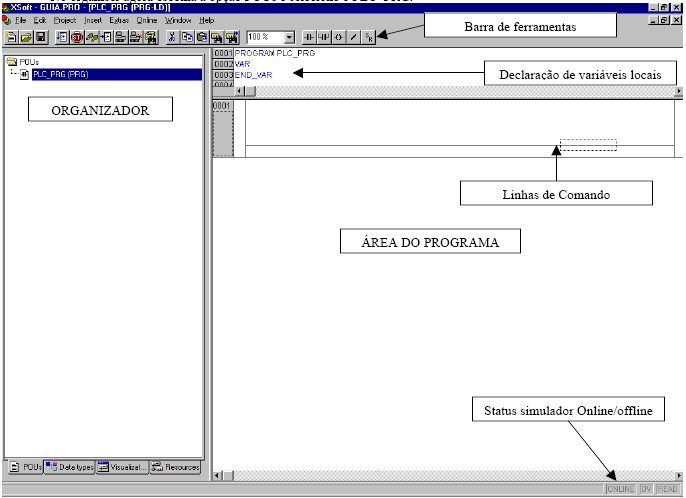 XSoft - GUIA PRO - [PLC_PRG (PRG-LD)]
File Edit Project Insert Extras Online Window Help
Barra de ferramentas
100 %
0001 PROGRAM PLC_PRG
0002 VAR
0003 END_VAR
0004
Declaração de variáveis locais
POUs
PLC_PRG (PRG)
ORGANIZADOR
0001
Linhas de Comando
ÁREA DO PROGRAMA
Status simulador Online/offline
POUs Data types Visualizat... Resources
ONLINE OV READ